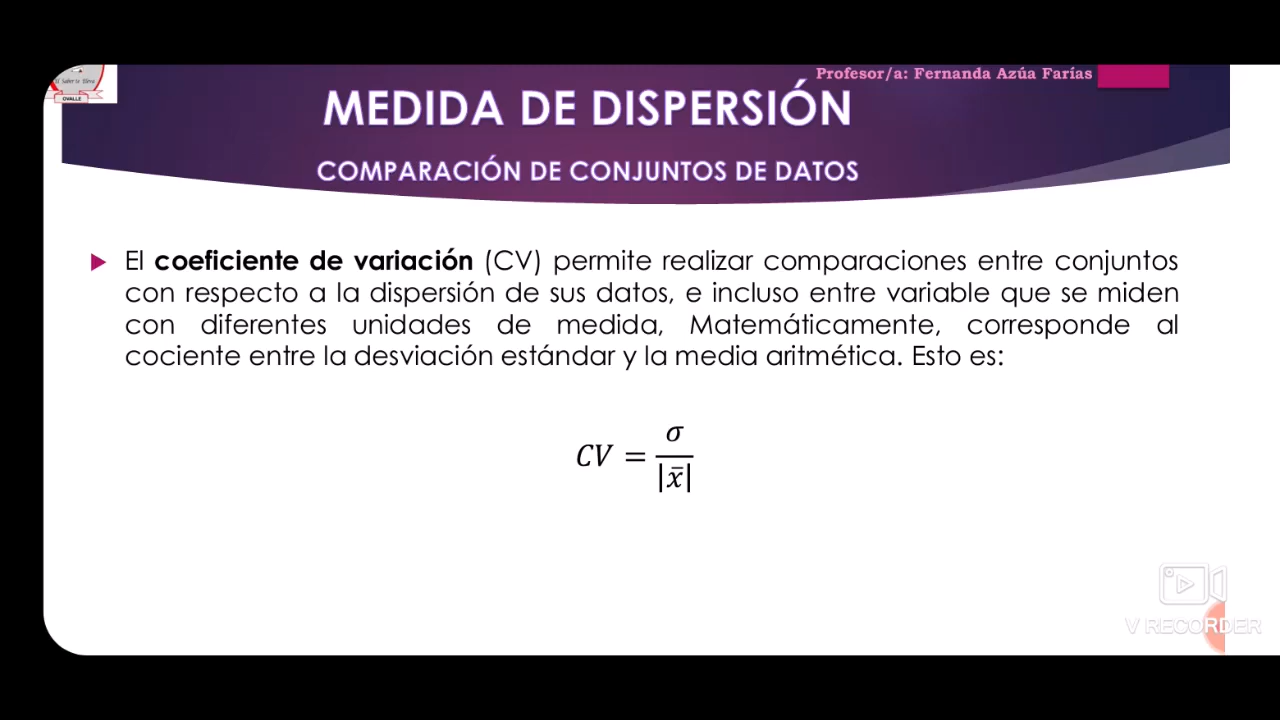 Profesor/a: Fernanda Azúa Farías
OVALLE
MEDIDA DE DISPERSIÓN
COMPARACIÓN DE CONJUNTOS DE DATOS
El coeficiente de variación (CV) permite realizar comparaciones entre conjuntos
con respecto a la dispersión de sus datos, e incluso entre variable que se miden
con diferentes unidades de medida, Matemáticamente, corresponde al
cociente entre la desviación estándar y la media aritmética. Esto es:
CV = σ / |x̄|
V RECORDER